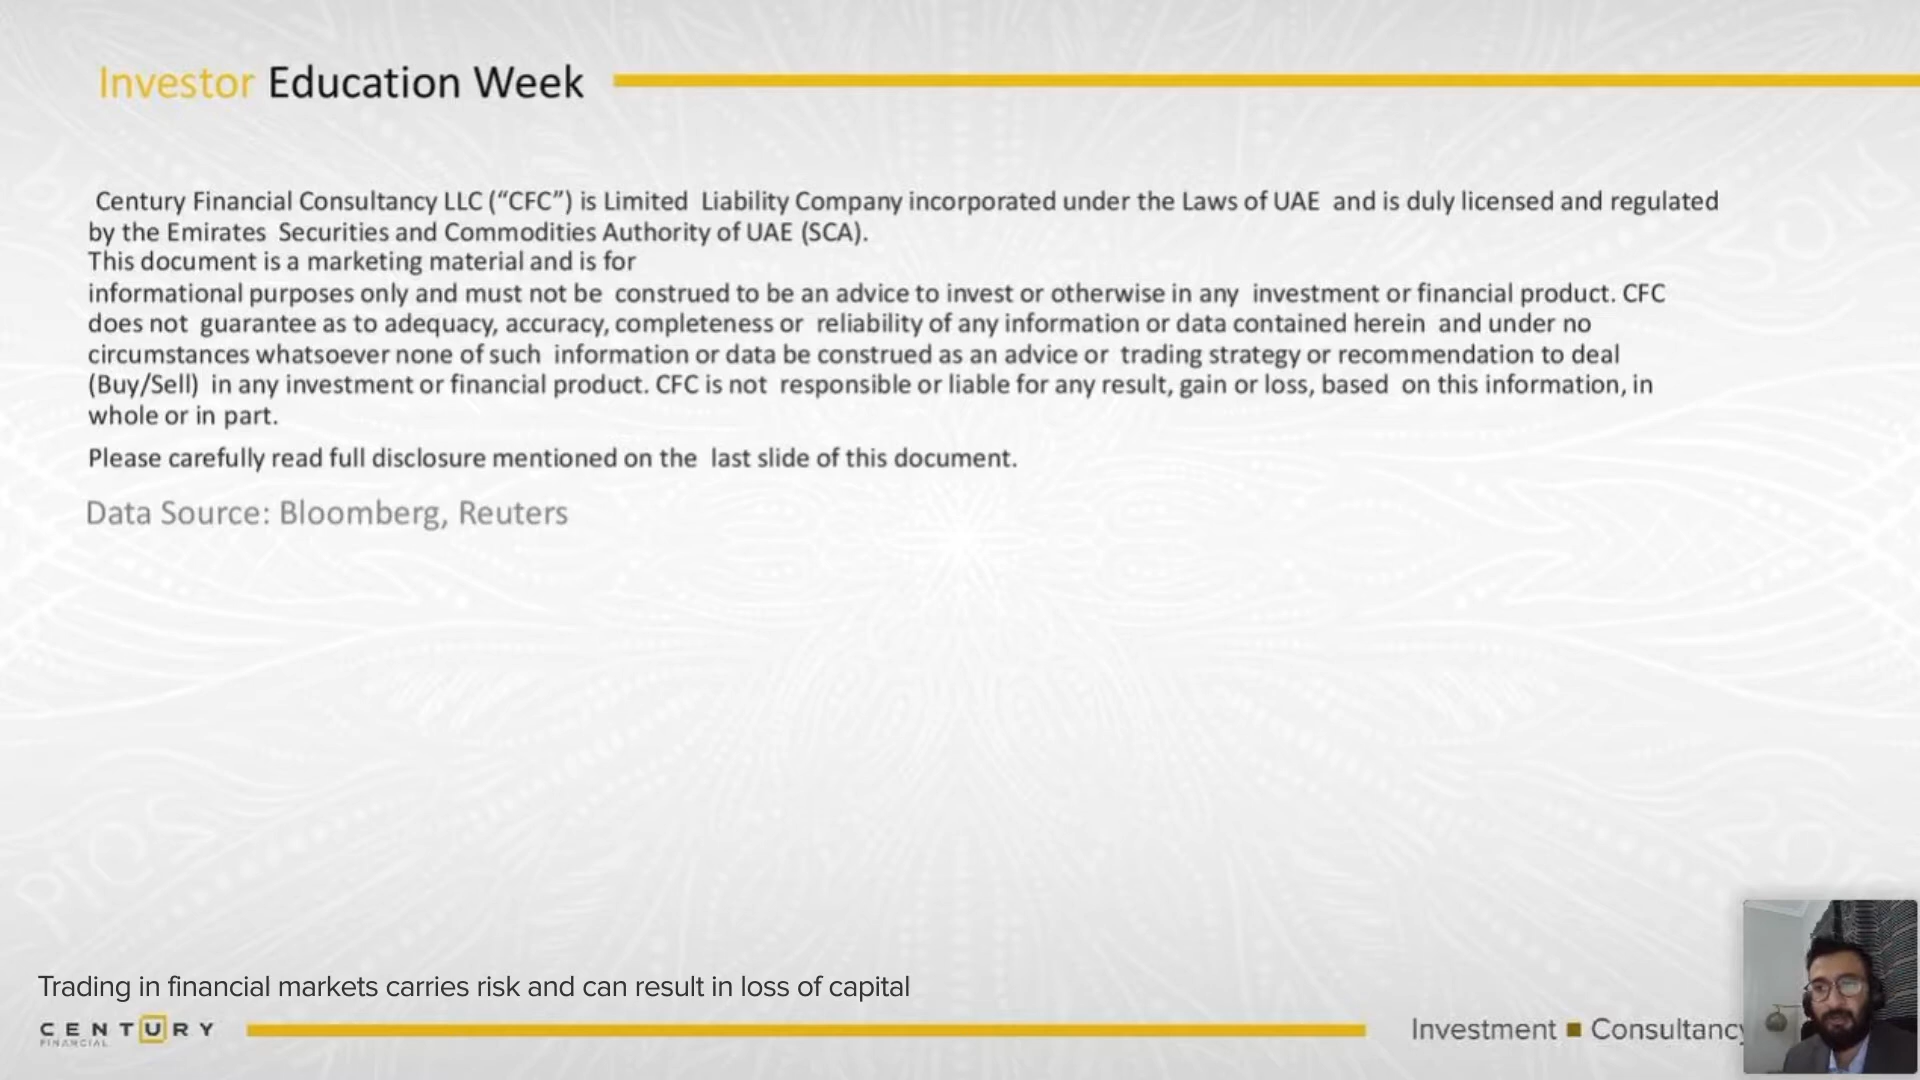 Investor Education Week
Century Financial Consultancy LLC (“CFC”) is Limited Liability Company incorporated under the Laws of UAE and is duly licensed and regulated
by the Emirates Securities and Commodities Authority of UAE (SCA).
This document is a marketing material and is for
informational purposes only and must not be construed to be an advice to invest or otherwise in any investment or financial product. CFC
does not guarantee as to adequacy, accuracy, completeness or reliability of any information or data contained herein and under no
circumstances whatsoever none of such information or data be construed as an advice or trading strategy or recommendation to deal
(Buy/Sell) in any investment or financial product. CFC is not responsible or liable for any result, gain or loss, based on this information, in
whole or in part.
Please carefully read full disclosure mentioned on the last slide of this document.
Data Source: Bloomberg, Reuters
Trading in financial markets carries risk and can result in loss of capital
CENTURY
FINANCIAL
Investment ■ Consultancy